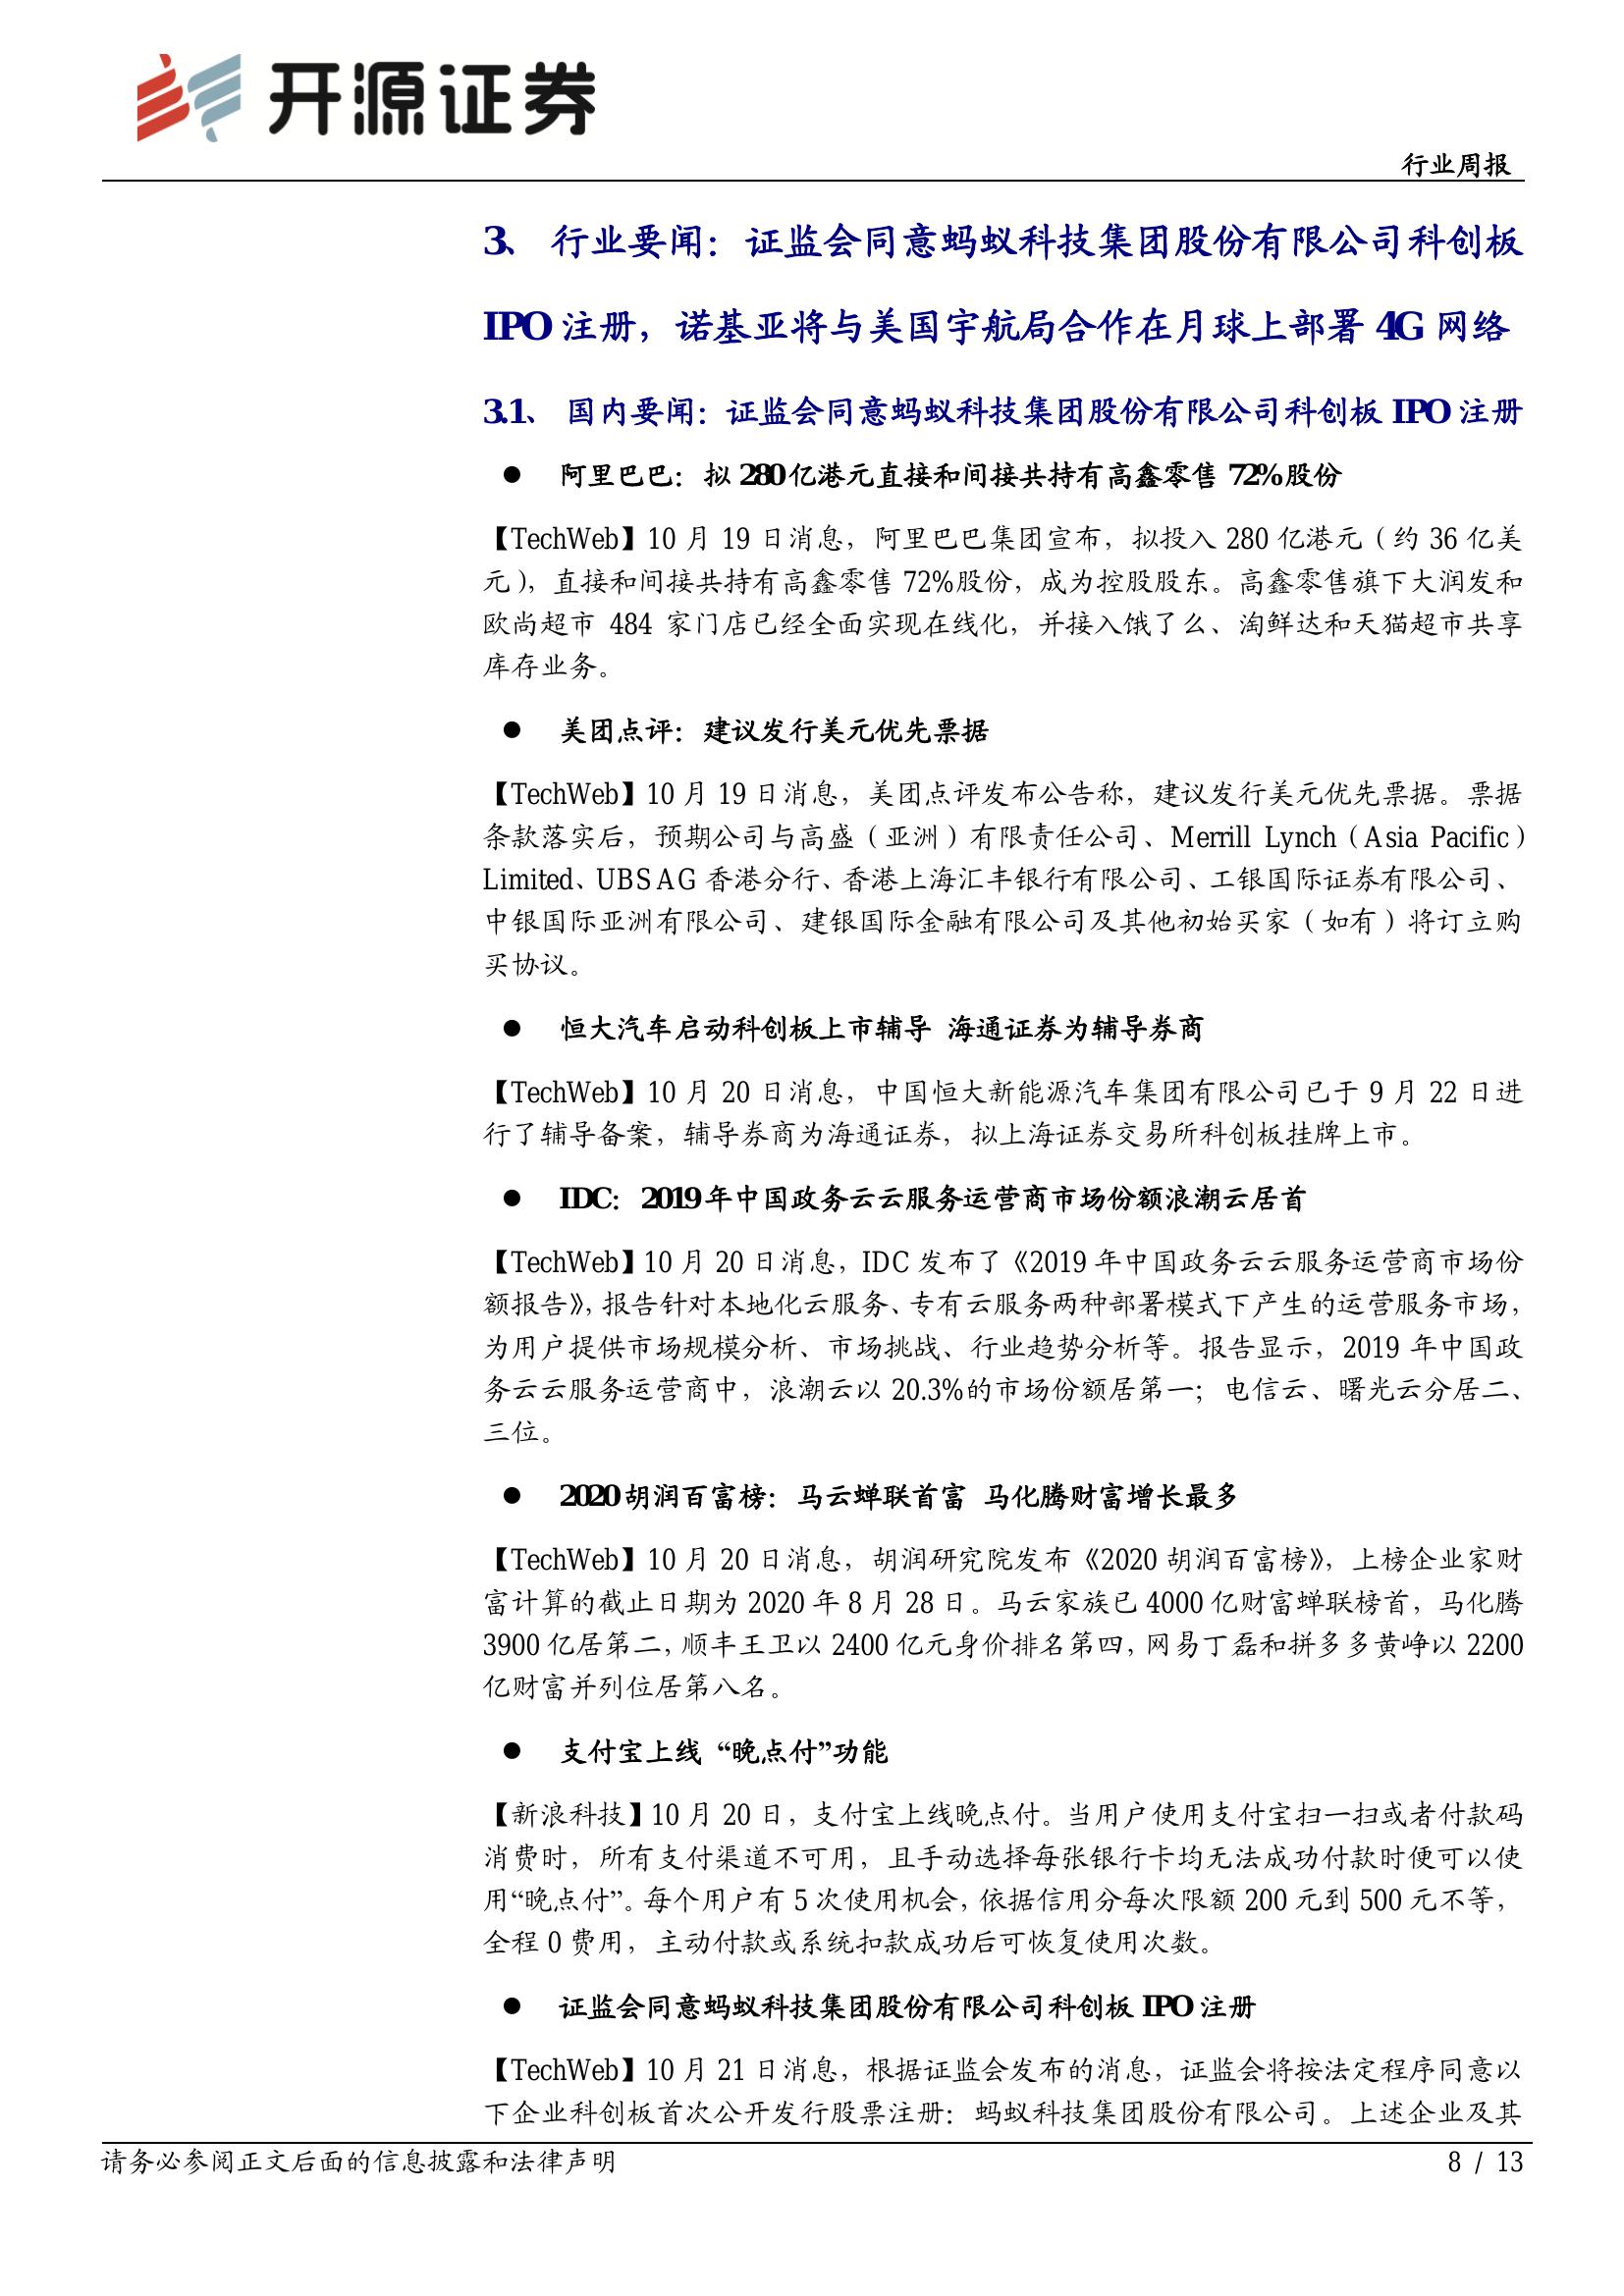 开源证券
行业周报
3、 行业要闻：证监会同意蚂蚁科技集团股份有限公司科创板
IPO 注册，诺基亚将与美国宇航局合作在月球上部署 4G 网络
3.1、 国内要闻：证监会同意蚂蚁科技集团股份有限公司科创板 IPO 注册
● 阿里巴巴：拟 280 亿港元直接和间接共持有高鑫零售 72%股份
【TechWeb】10 月 19 日消息，阿里巴巴集团宣布，拟投入 280 亿港元（约 36 亿美
元），直接和间接共持有高鑫零售 72%股份，成为控股股东。高鑫零售旗下大润发和
欧尚超市 484 家门店已经全面实现在线化，并接入饿了么、淘鲜达和天猫超市共享
库存业务。
● 美团点评：建议发行美元优先票据
【TechWeb】10 月 19 日消息，美团点评发布公告称，建议发行美元优先票据。票据
条款落实后，预期公司与高盛（亚洲）有限责任公司、Merrill Lynch（Asia Pacific）
Limited、UBS AG 香港分行、香港上海汇丰银行有限公司、工银国际证券有限公司、
中银国际亚洲有限公司、建银国际金融有限公司及其他初始买家（如有）将订立购
买协议。
● 恒大汽车启动科创板上市辅导 海通证券为辅导券商
【TechWeb】10 月 20 日消息，中国恒大新能源汽车集团有限公司已于 9 月 22 日进
行了辅导备案，辅导券商为海通证券，拟上海证券交易所科创板挂牌上市。
● IDC：2019 年中国政务云云服务运营商市场份额浪潮云居首
【TechWeb】10 月 20 日消息，IDC 发布了《2019 年中国政务云云服务运营商市场份
额报告》，报告针对本地化云服务、专有云服务两种部署模式下产生的运营服务市场，
为用户提供市场规模分析、市场挑战、行业趋势分析等。报告显示，2019 年中国政
务云云服务运营商中，浪潮云以 20.3%的市场份额居第一；电信云、曙光云分居二、
三位。
● 2020 胡润百富榜：马云蝉联首富 马化腾财富增长最多
【TechWeb】10 月 20 日消息，胡润研究院发布《2020 胡润百富榜》，上榜企业家财
富计算的截止日期为 2020 年 8 月 28 日。马云家族已 4000 亿财富蝉联榜首，马化腾
3900 亿居第二，顺丰王卫以 2400 亿元身价排名第四，网易丁磊和拼多多黄峥以 2200
亿财富并列位居第八名。
● 支付宝上线 “晚点付”功能
【新浪科技】10 月 20 日，支付宝上线晚点付。当用户使用支付宝扫一扫或者付款码
消费时，所有支付渠道不可用，且手动选择每张银行卡均无法成功付款时便可以使
用“晚点付”。每个用户有 5 次使用机会，依据信用分每次限额 200 元到 500 元不等，
全程 0 费用，主动付款或系统扣款成功后可恢复使用次数。
● 证监会同意蚂蚁科技集团股份有限公司科创板 IPO 注册
【TechWeb】10 月 21 日消息，根据证监会发布的消息，证监会将按法定程序同意以
下企业科创板首次公开发行股票注册：蚂蚁科技集团股份有限公司。上述企业及其
请务必参阅正文后面的信息披露和法律声明
8 / 13